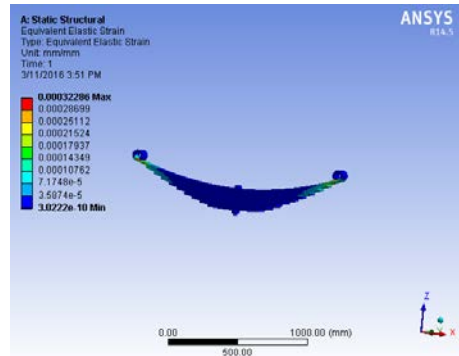 A: Static Structural
Equivalent Elastic Strain
Type: Equivalent Elastic Strain
Unit: mm/mm
Time: 1
3/11/2016 3:51 PM
0.00032286 Max
0.00028699
0.00025112
0.00021524
0.00017937
0.00014349
0.00010762
7.1748e-5
3.5874e-5
3.0222e-10 Min
ANSYS
R14.5
Z
X
0.00
1000.00 (mm)
500.00